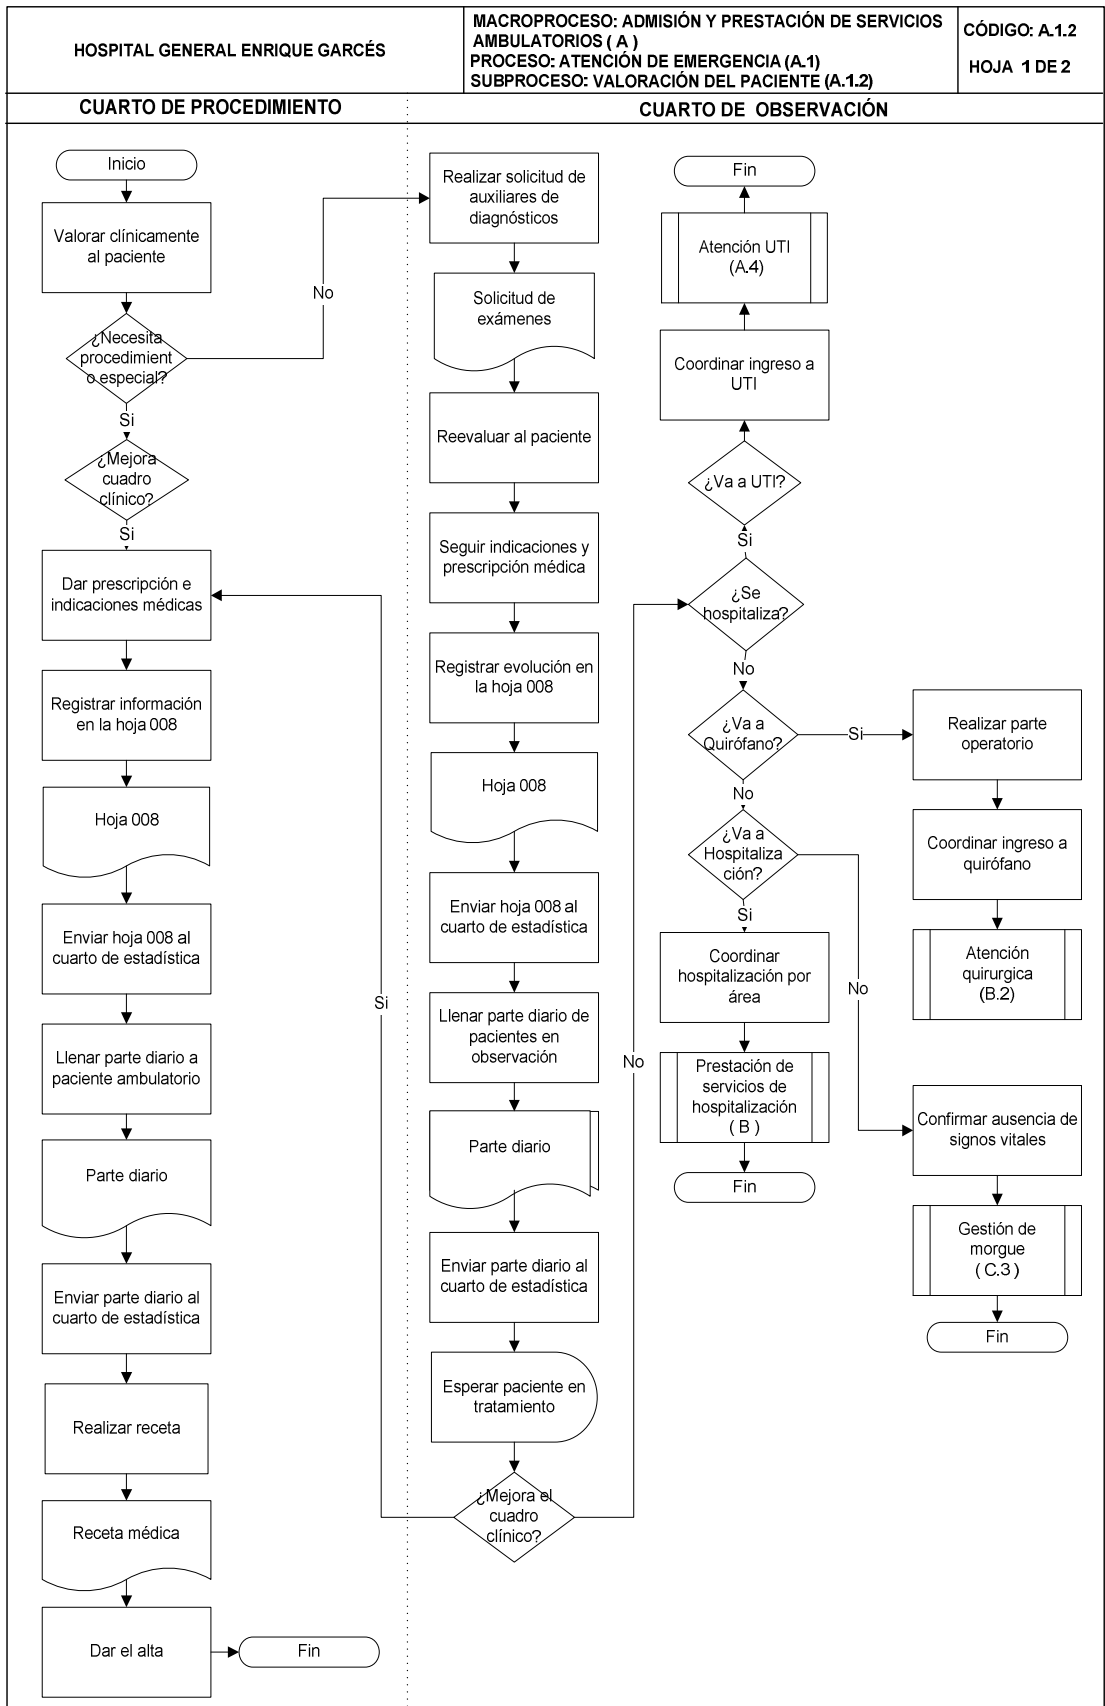 HOSPITAL GENERAL ENRIQUE GARCÉS
MACROPROCESO: ADMISIÓN Y PRESTACIÓN DE SERVICIOS
AMBULATORIOS ( A )
PROCESO: ATENCIÓN DE EMERGENCIA (A.1)
SUBPROCESO: VALORACIÓN DEL PACIENTE (A.1.2)
CÓDIGO: A.1.2
HOJA 1 DE 2
CUARTO DE PROCEDIMIENTO
CUARTO DE OBSERVACIÓN
Inicio
Valorar clínicamente
al paciente
¿Necesita
procedimient
o especial?
No
Si
¿Mejora
cuadro
clínico?
Si
Dar prescripción e
indicaciones médicas
Registrar información
en la hoja 008
Hoja 008
Enviar hoja 008 al
cuarto de estadística
Llenar parte diario a
paciente ambulatorio
Parte diario
Enviar parte diario al
cuarto de estadística
Realizar receta
Receta médica
Dar el alta
Fin
Realizar solicitud de
auxiliares de
diagnósticos
Solicitud de
exámenes
Reevaluar al paciente
Seguir indicaciones y
prescripción médica
Registrar evolución en
la hoja 008
Hoja 008
Enviar hoja 008 al
cuarto de estadística
Llenar parte diario de
pacientes en
observación
Parte diario
Enviar parte diario al
cuarto de estadística
Esperar paciente en
tratamiento
¿Mejora el
cuadro
clínico?
Si
No
Fin
Atención UTI
(A.4)
Coordinar ingreso a
UTI
¿Va a UTI?
Si
¿Se
hospitaliza?
No
¿Va a
Quirófano?
Si
No
¿Va a
Hospitaliza
ción?
Si
No
Coordinar
hospitalización por
área
Prestación de
servicios de
hospitalización
( B )
Fin
Realizar parte
operatorio
Coordinar ingreso a
quirófano
Atención
quirurgica
(B.2)
Confirmar ausencia de
signos vitales
Gestión de
morgue
( C.3 )
Fin